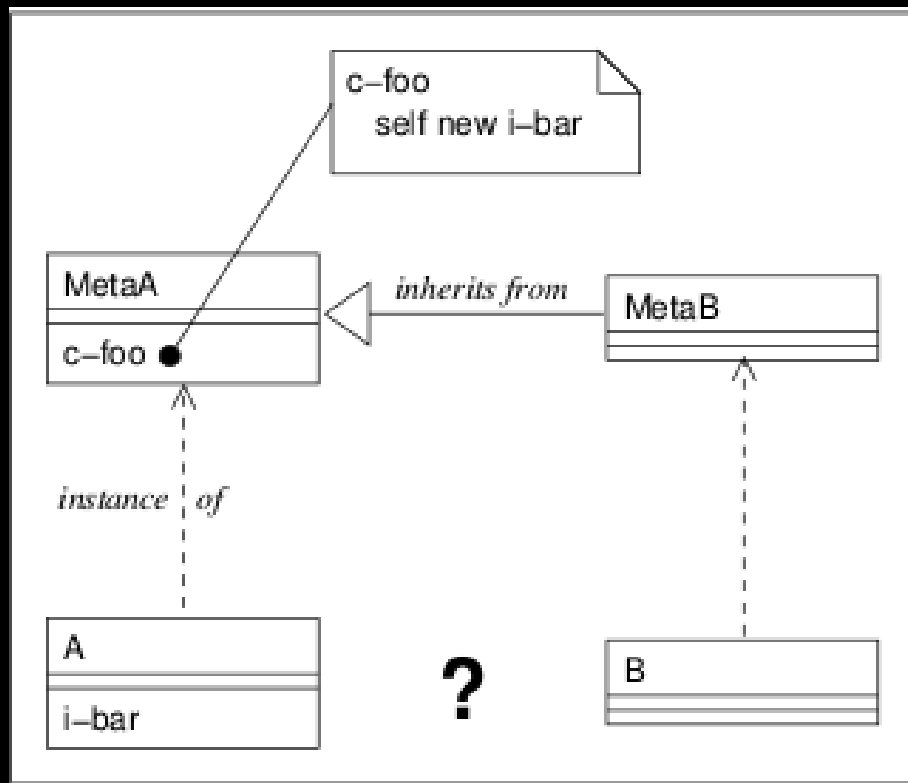 c–foo
self new i–bar
MetaA
inherits from
MetaB
c–foo
instance of
A
?
B
i–bar